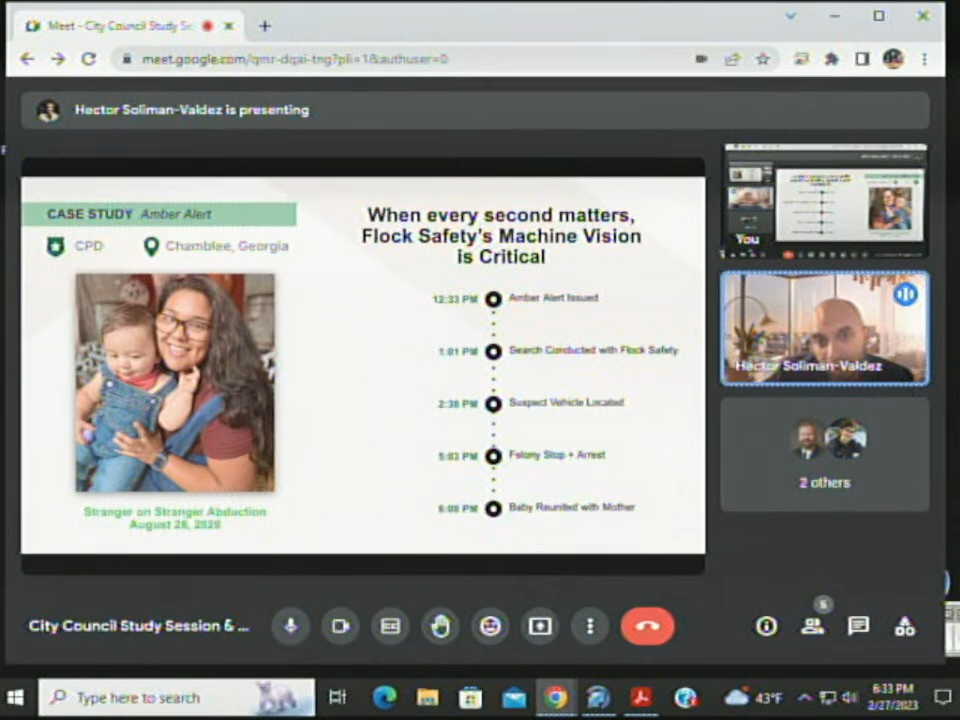 Meet - City Council Study Se
meet.google.com/qmr-dqai-tng?pli=1&authuser=0
Hector Soliman-Valdez is presenting
CASE STUDY Amber Alert
CPD
Chamblee, Georgia
Stranger on Stranger Abduction
August 26, 2020
When every second matters,
Flock Safety's Machine Vision
is Critical
12:33 PM Amber Alert Issued
1:01 PM Search Conducted with Flock Safety
2:30 PM Suspect Vehicle Located
5:03 PM Felony Stop + Arrest
6:08 PM Baby Reunited with Mother
You
Hector Soliman-Valdez
2 others
City Council Study Session & ...
5
Type here to search
43°F
6:33 PM
2/27/2023